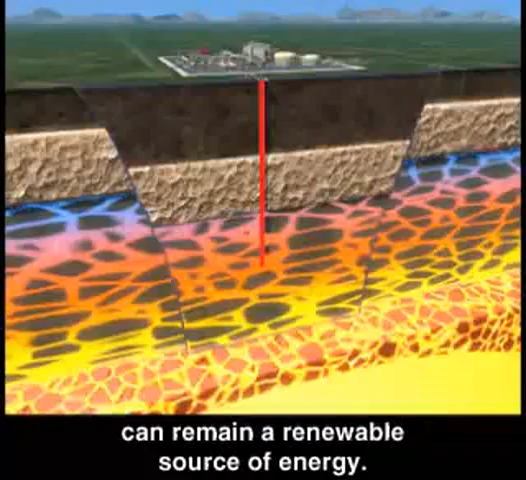 can remain a renewable
source of energy.